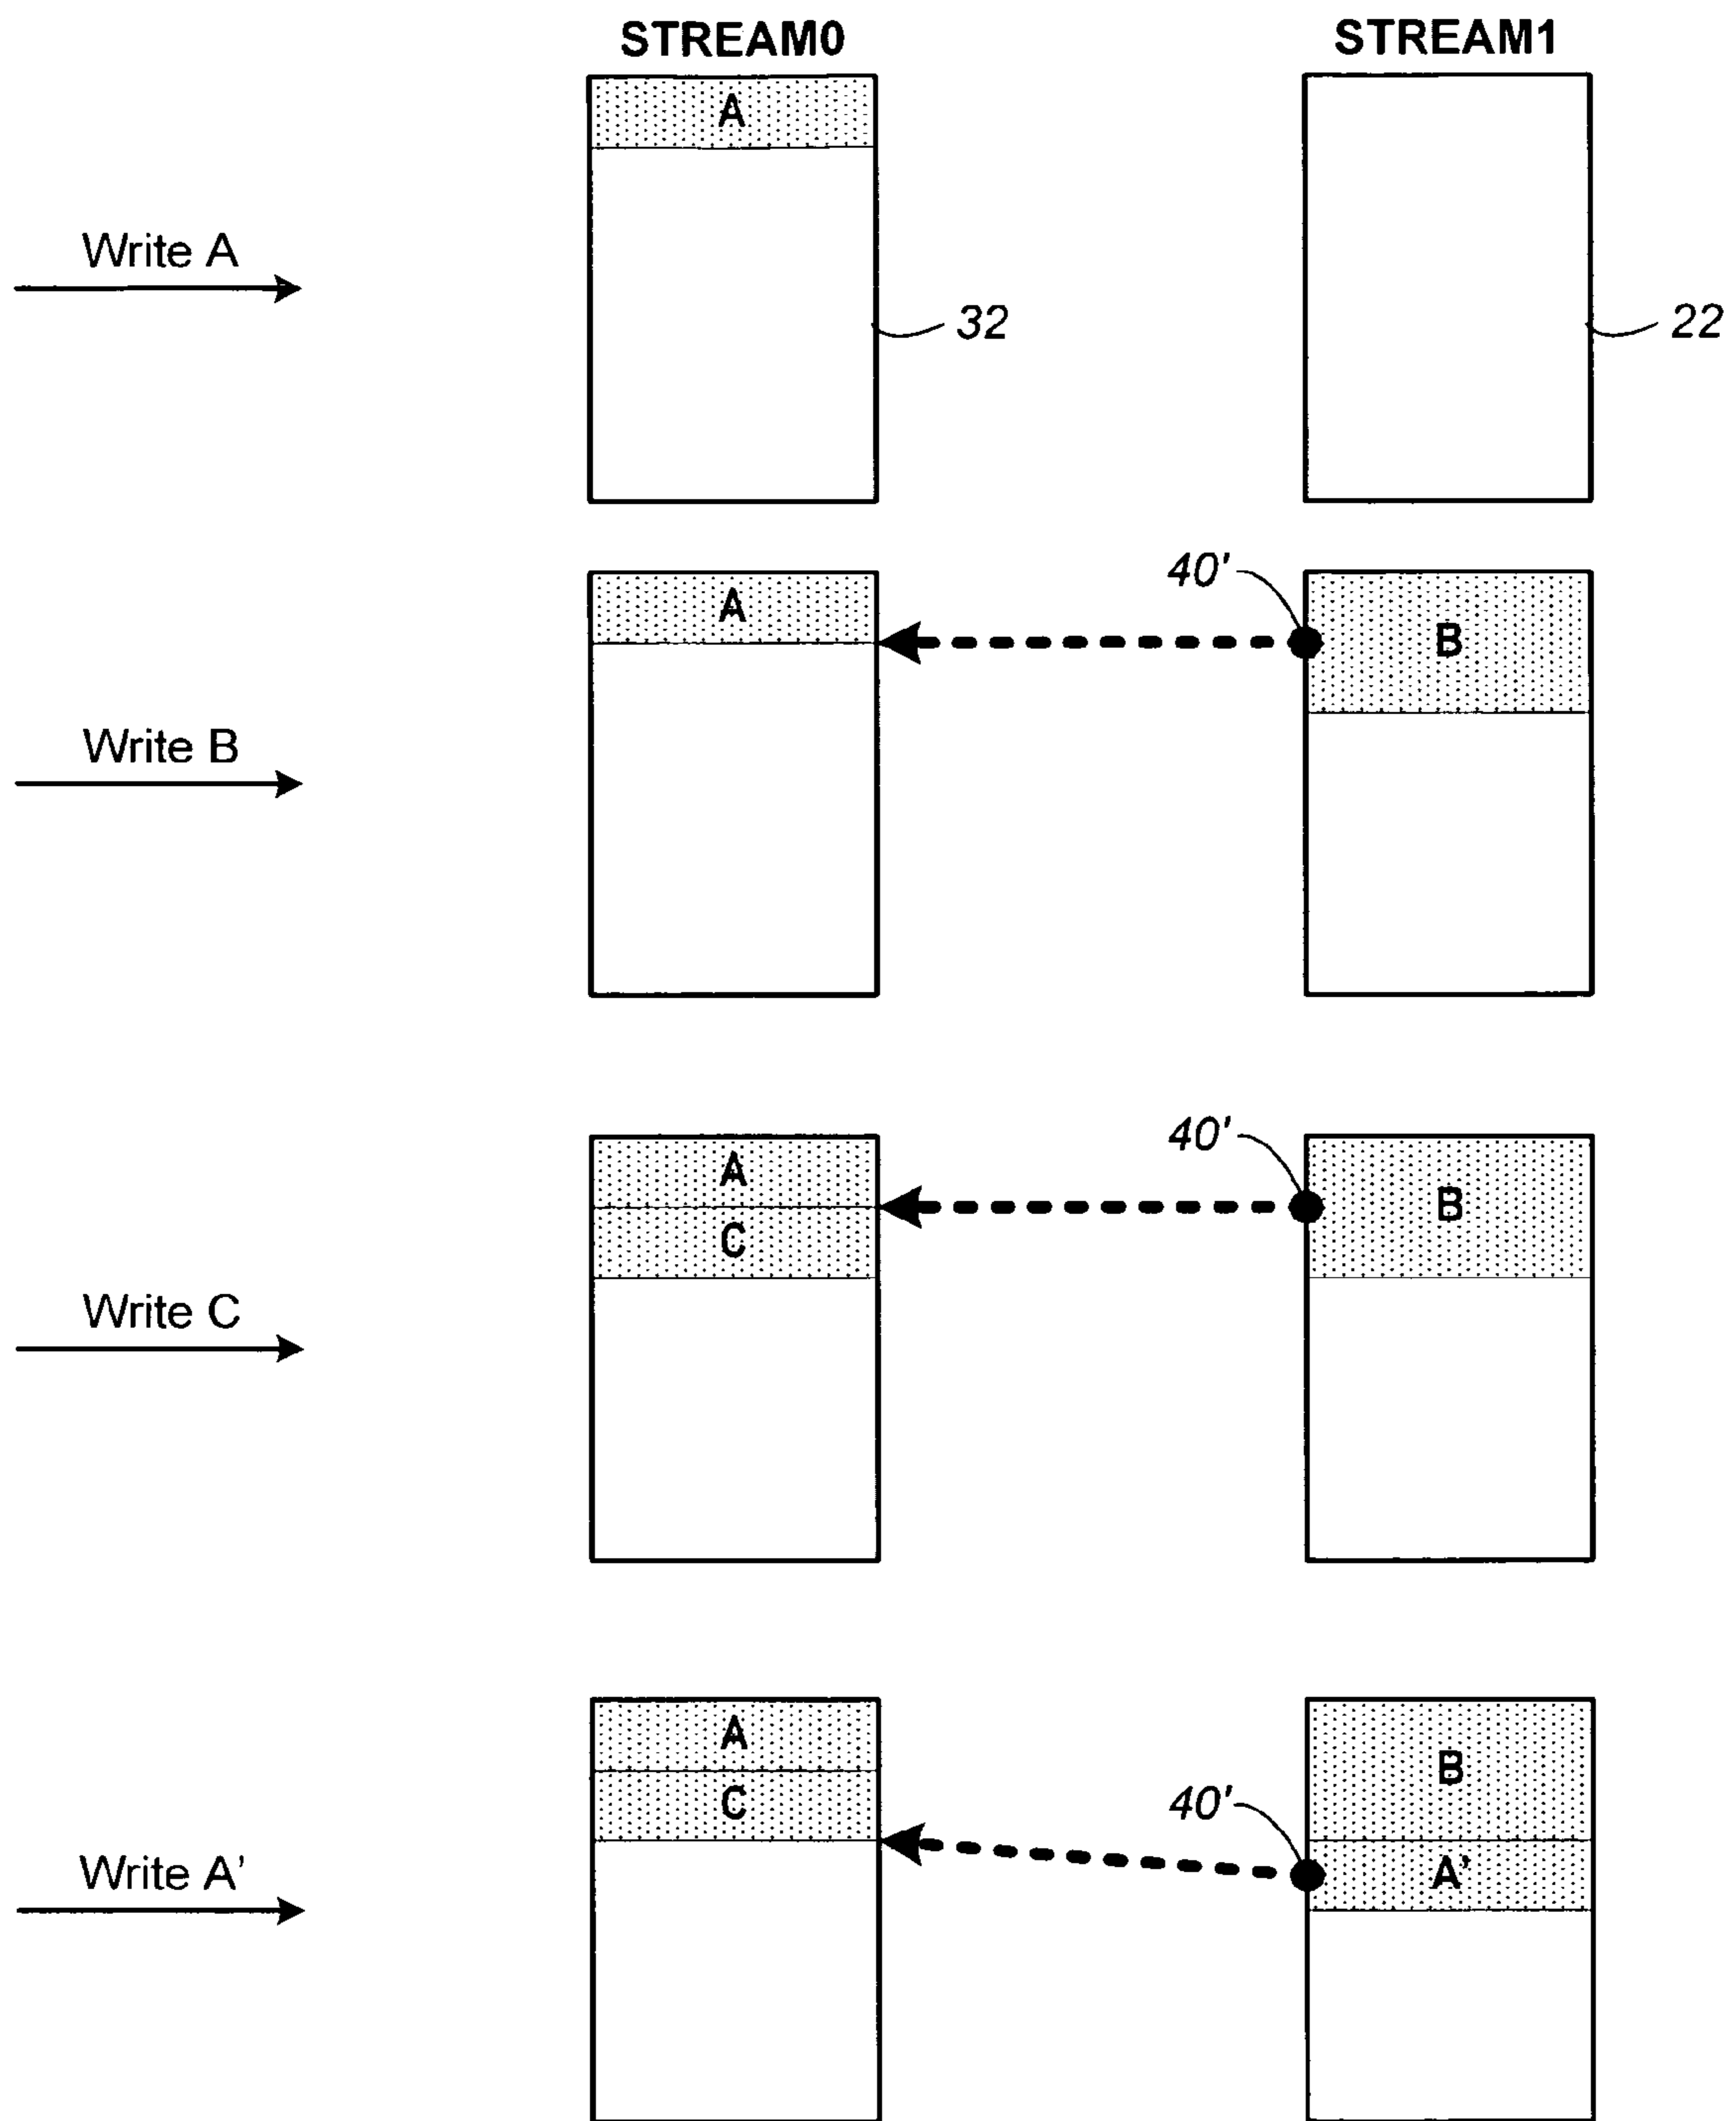 STREAM0 STREAM1
A
Write A
32 22
40'
A B
Write B
40'
A B
C
Write C
A
B
C 40'
Write A' A'